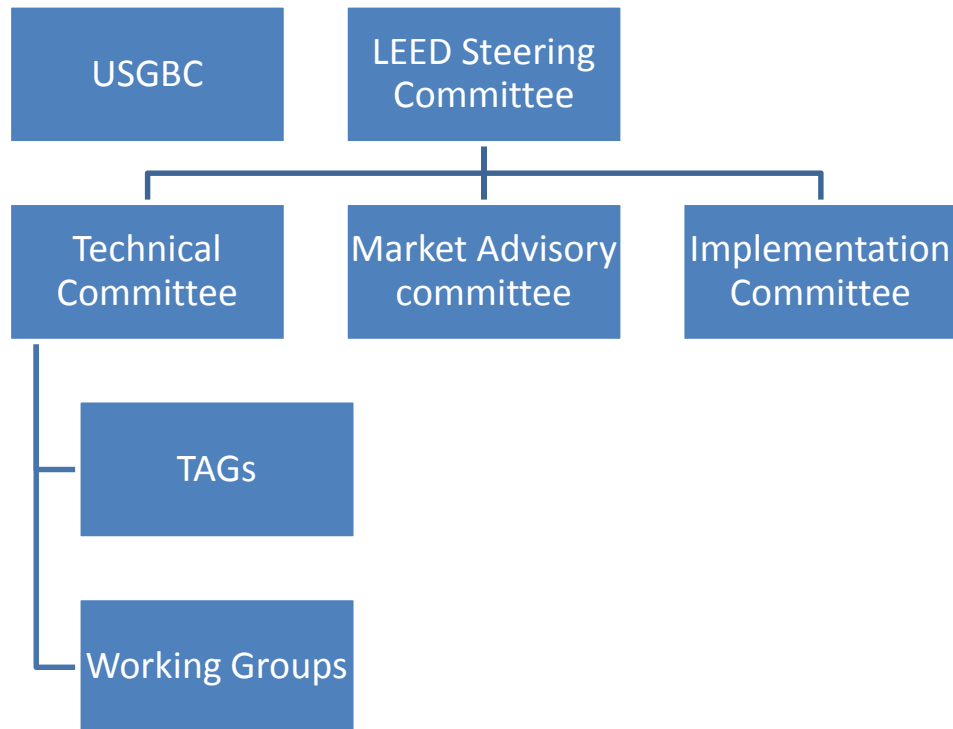 USGBC
LEED Steering
Committee
Technical
Committee
Market Advisory
committee
Implementation
Committee
TAGs
Working Groups